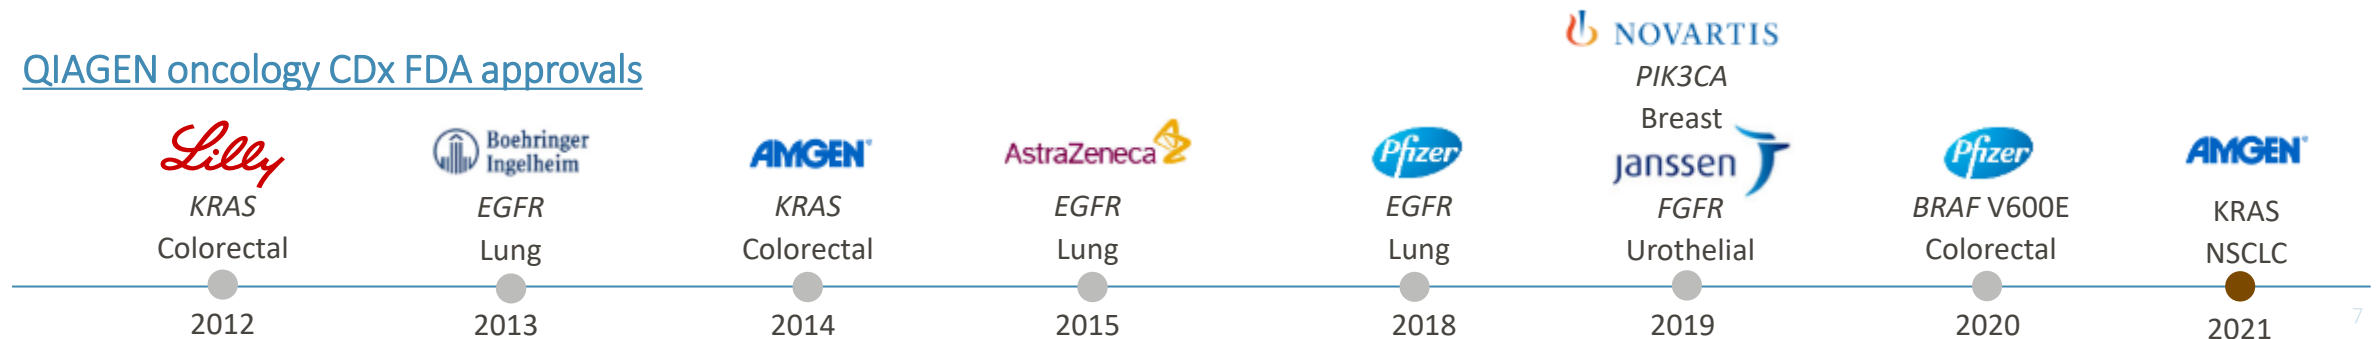 QIAGEN oncology CDx FDA approvals
Lilly
KRAS
Colorectal
2012
Boehringer
Ingelheim
EGFR
Lung
2013
AMGEN®
KRAS
Colorectal
2014
AstraZeneca
EGFR
Lung
2015
Pfizer
EGFR
Lung
2018
NOVARTIS
PIK3CA
Breast
janssen
FGFR
Urothelial
2019
Pfizer
BRAF V600E
Colorectal
2020
AMGEN®
KRAS
NSCLC
2021
7